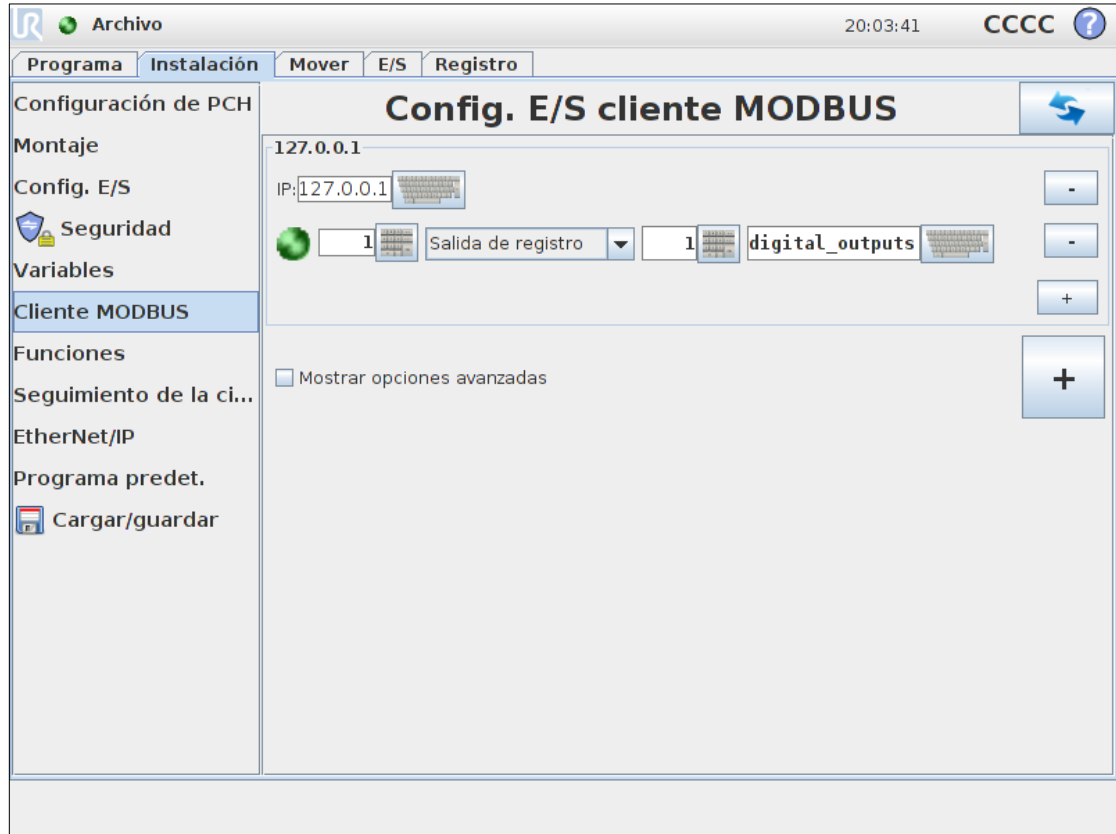 Archivo 20:03:41 CCCC ?
Programa Instalación Mover E/S Registro
Configuración de PCH
Montaje
Config. E/S
Seguridad
Variables
Cliente MODBUS
Funciones
Seguimiento de la ci...
EtherNet/IP
Programa predet.
Cargar/guardar
Config. E/S cliente MODBUS
127.0.0.1
IP: 127.0.0.1 -
1 Salida de registro 1 digital_outputs -
+
Mostrar opciones avanzadas +